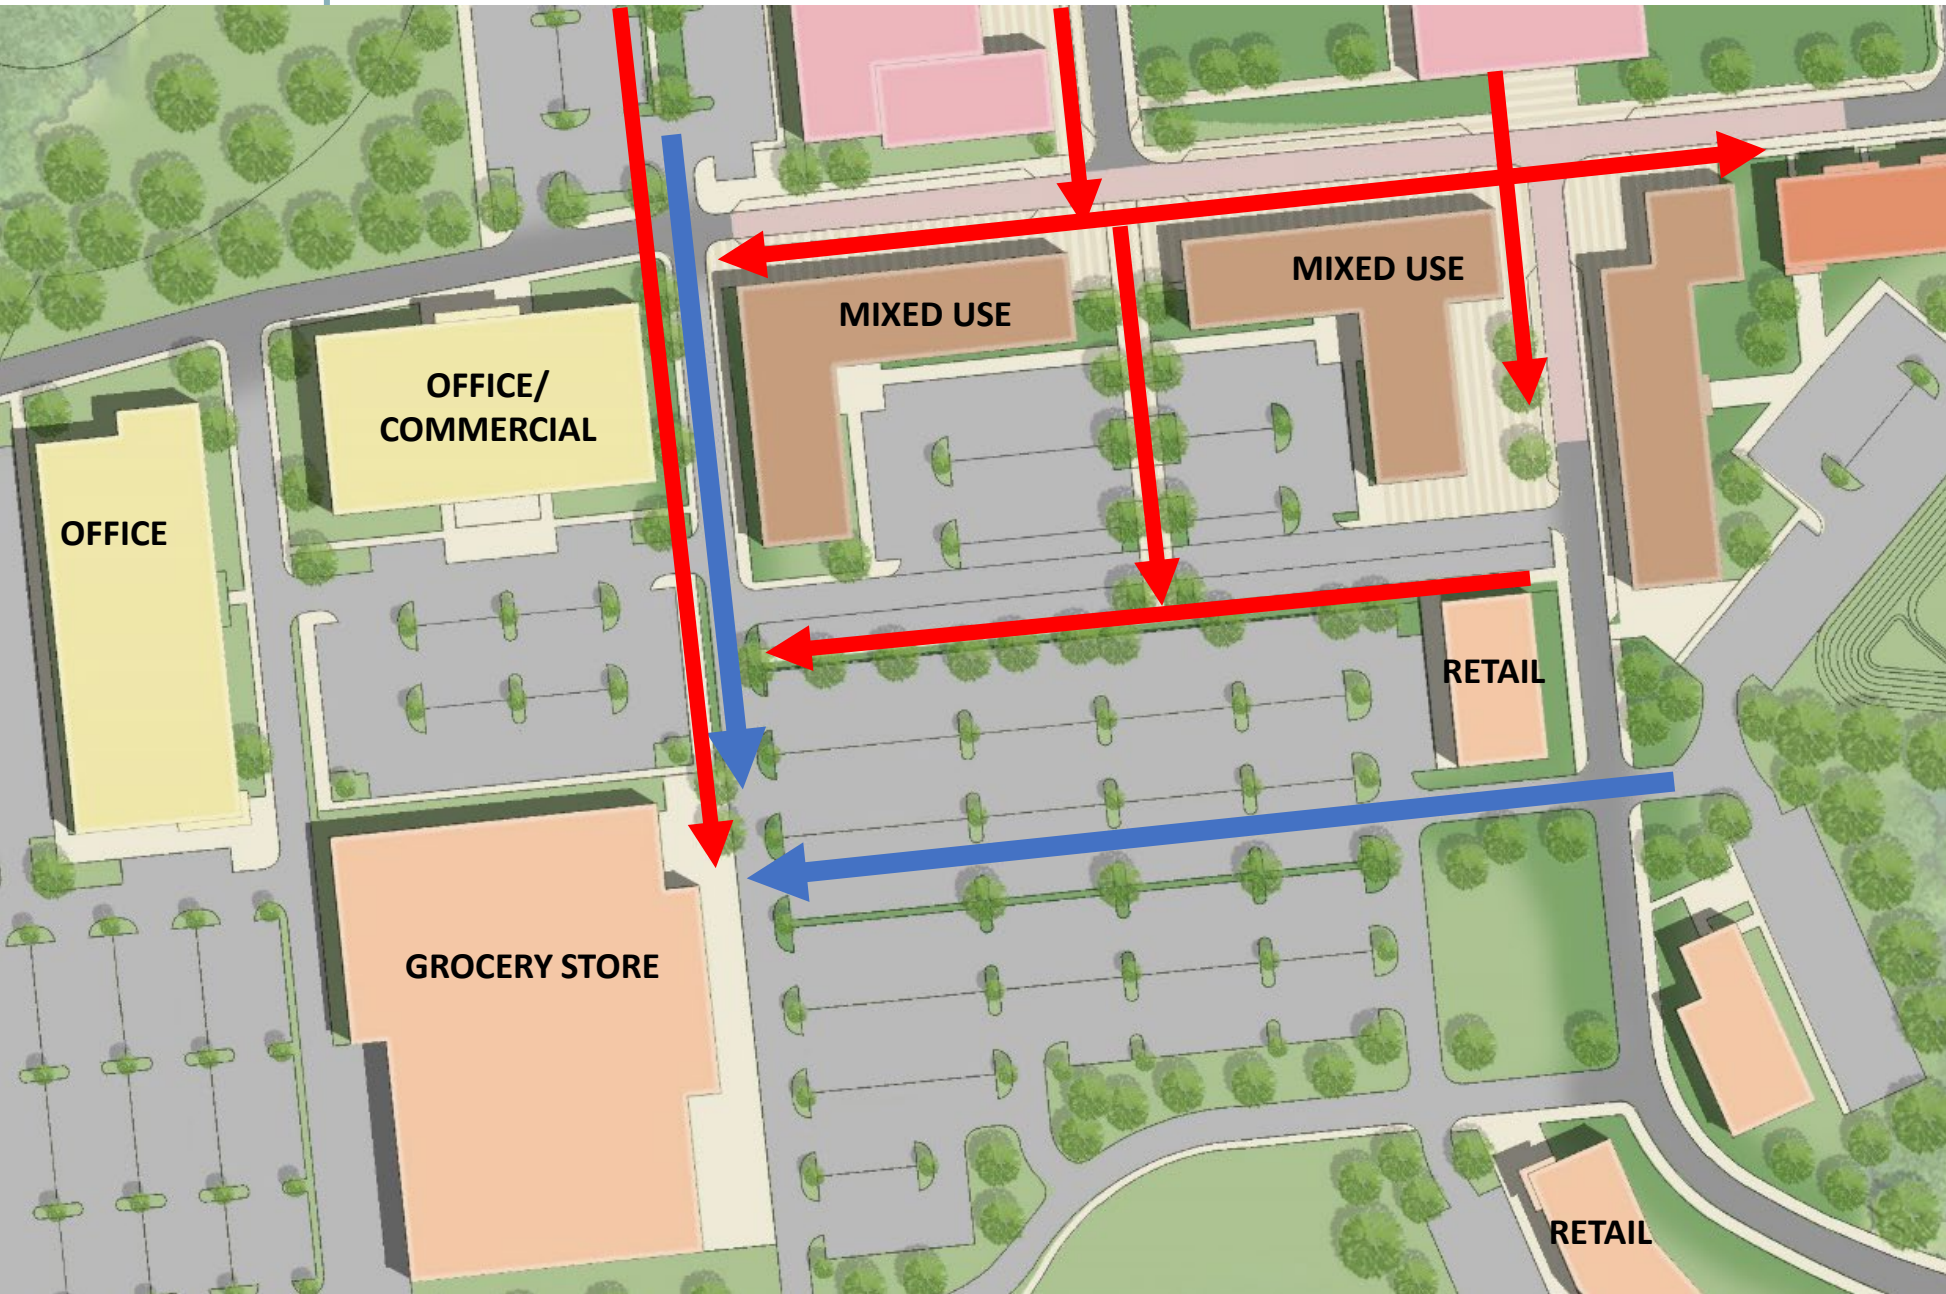 MIXED USE
MIXED USE
OFFICE/
COMMERCIAL
OFFICE
RETAIL
GROCERY STORE
RETAIL